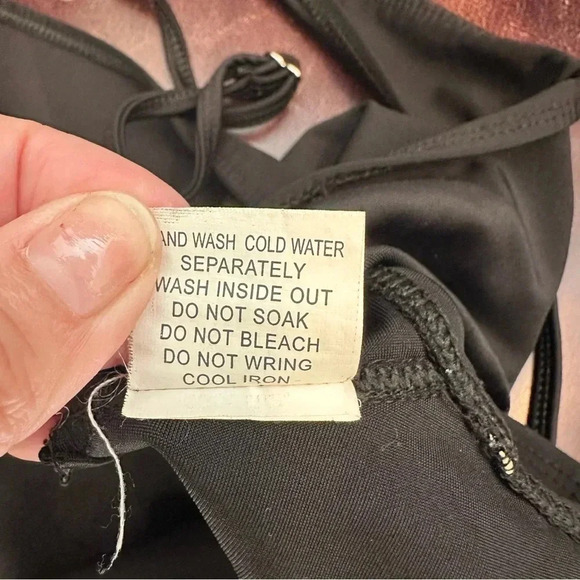 AND WASH COLD WATER
SEPARATELY
WASH INSIDE OUT
DO NOT SOAK
DO NOT BLEACH
DO NOT WRING
COOL IRON